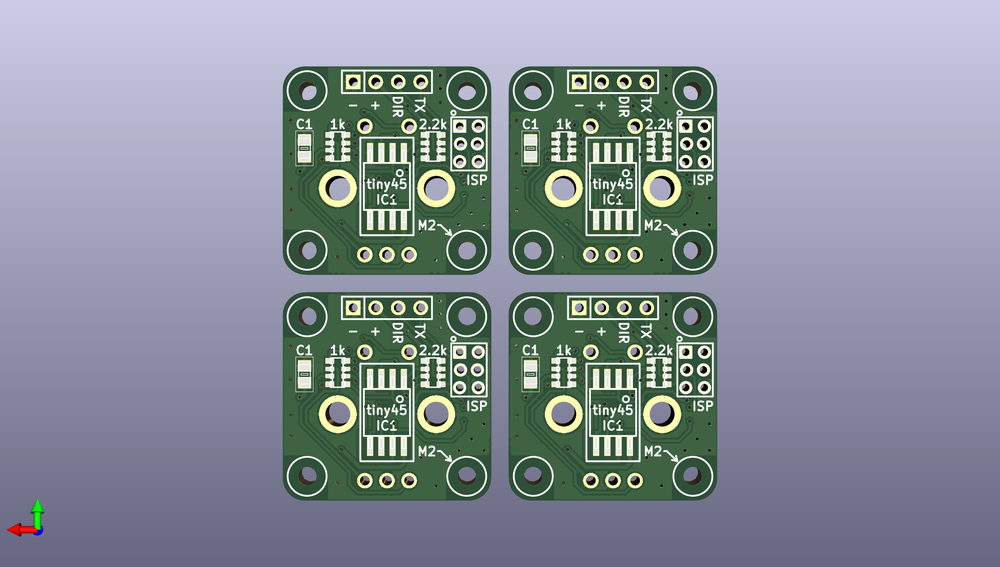 − + DIR TX
C1 1k 2.2k
tiny45
IC1
ISP
M2
− + DIR TX
C1 1k 2.2k
tiny45
IC1
ISP
M2
− + DIR TX
C1 1k 2.2k
tiny45
IC1
ISP
M2
− + DIR TX
C1 1k 2.2k
tiny45
IC1
ISP
M2